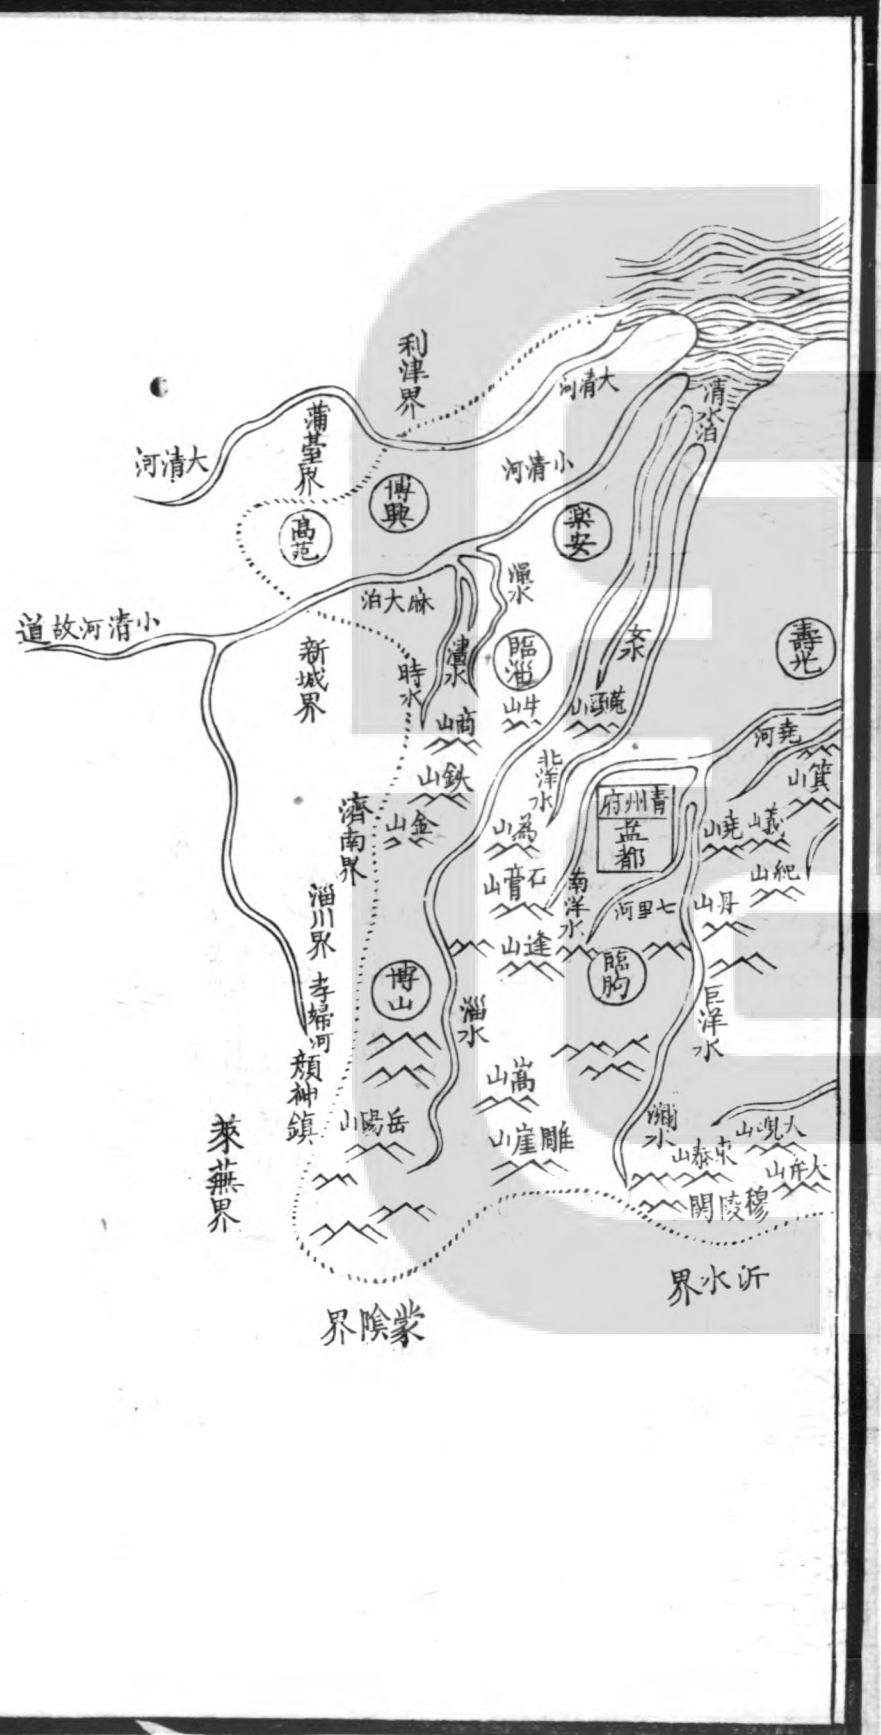 利津界
大清河
清水泊
蒲臺界
大清河
小清河
博興
高苑
樂安
澠水
麻大泊
小清河故道
壽光
臨淄
女水
澅水
時水
新城界
牛山
商山
堯河
北洋水
鈇山
箕山
青州府
益都
濟南界
金山
為山
堯山
義山
石膏山
南洋水
紀山
七里河
丹山
淄川界
逢山
臨朐
博山
孝婦河
淄水
巨洋水
顔神鎮
嵩山
岳陽山
瀰水
大峴山
萊蕪界
雕崖山
東泰山
大弁山
穆陵關
沂水界
蒙陰界